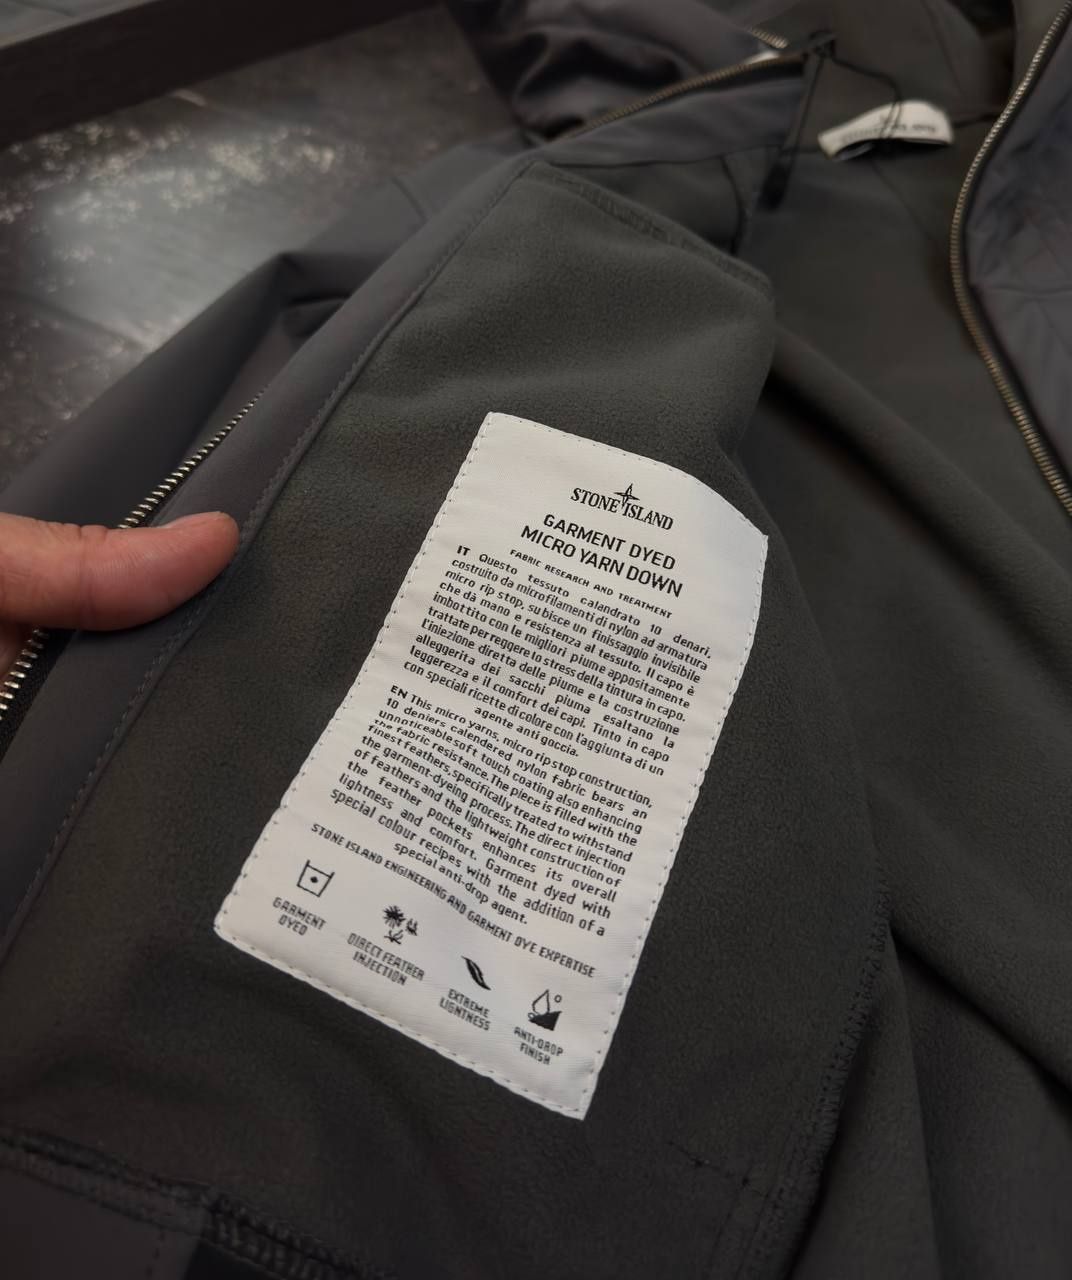 STONE ISLAND
GARMENT DYED
MICRO YARN DOWN
FABRIC RESEARCH AND TREATMENT
IT Questo tessuto calandrato 10 denari,
costruito da microfilamenti di nylon ad armatura
micro rip stop, subisce un finissaggio invisibile
che dà mano e resistenza al tessuto. Il capo è
imbottito con le migliori piume appositamente
trattate per reggere lo stress della tintura in capo.
L'iniezione diretta delle piume e la costruzione
alleggerita dei sacchi piuma esaltano la
leggerezza e il comfort dei capi. Tinto in capo
con speciali ricette di colore con l'aggiunta di un
agente anti goccia.
EN This micro yarns, micro rip stop construction,
10 deniers calendered nylon fabric bears an
unnoticeable soft touch coating also enhancing
the fabric resistance. The piece is filled with the
finest feathers, specifically treated to withstand
the garment-dyeing process. The direct injection
of feathers and the lightweight construction of
the feather pockets enhances its overall
lightness and comfort. Garment dyed with
special colour recipes with the addition of a
special anti-drop agent.
STONE ISLAND ENGINEERING AND GARMENT DYE EXPERTISE
GARMENT
DYED
DIRECT FEATHER
INJECTION
EXTREME
LIGHTNESS
ANTI-DROP
FINISH